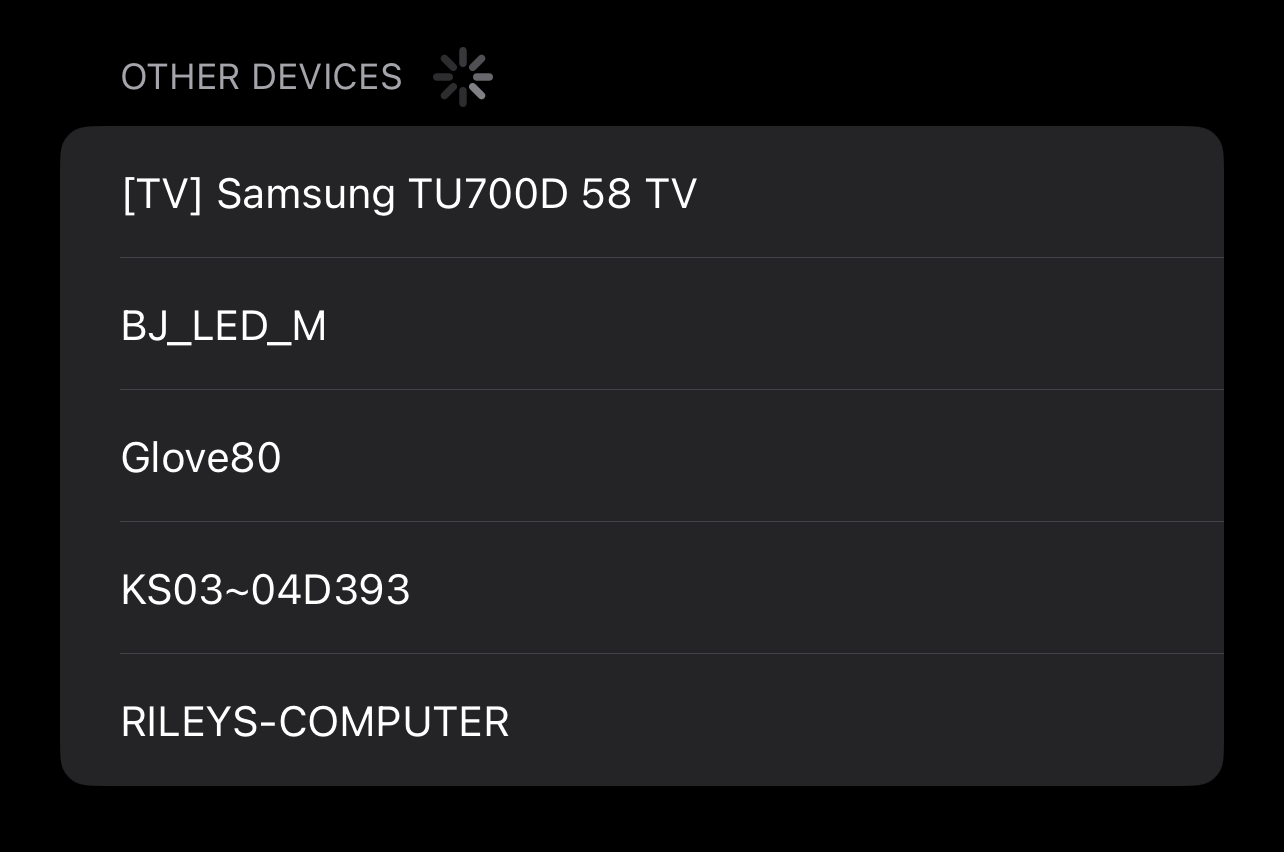 OTHER DEVICES
[TV] Samsung TU700D 58 TV
BJ_LED_M
Glove80
KS03~04D393
RILEYS-COMPUTER